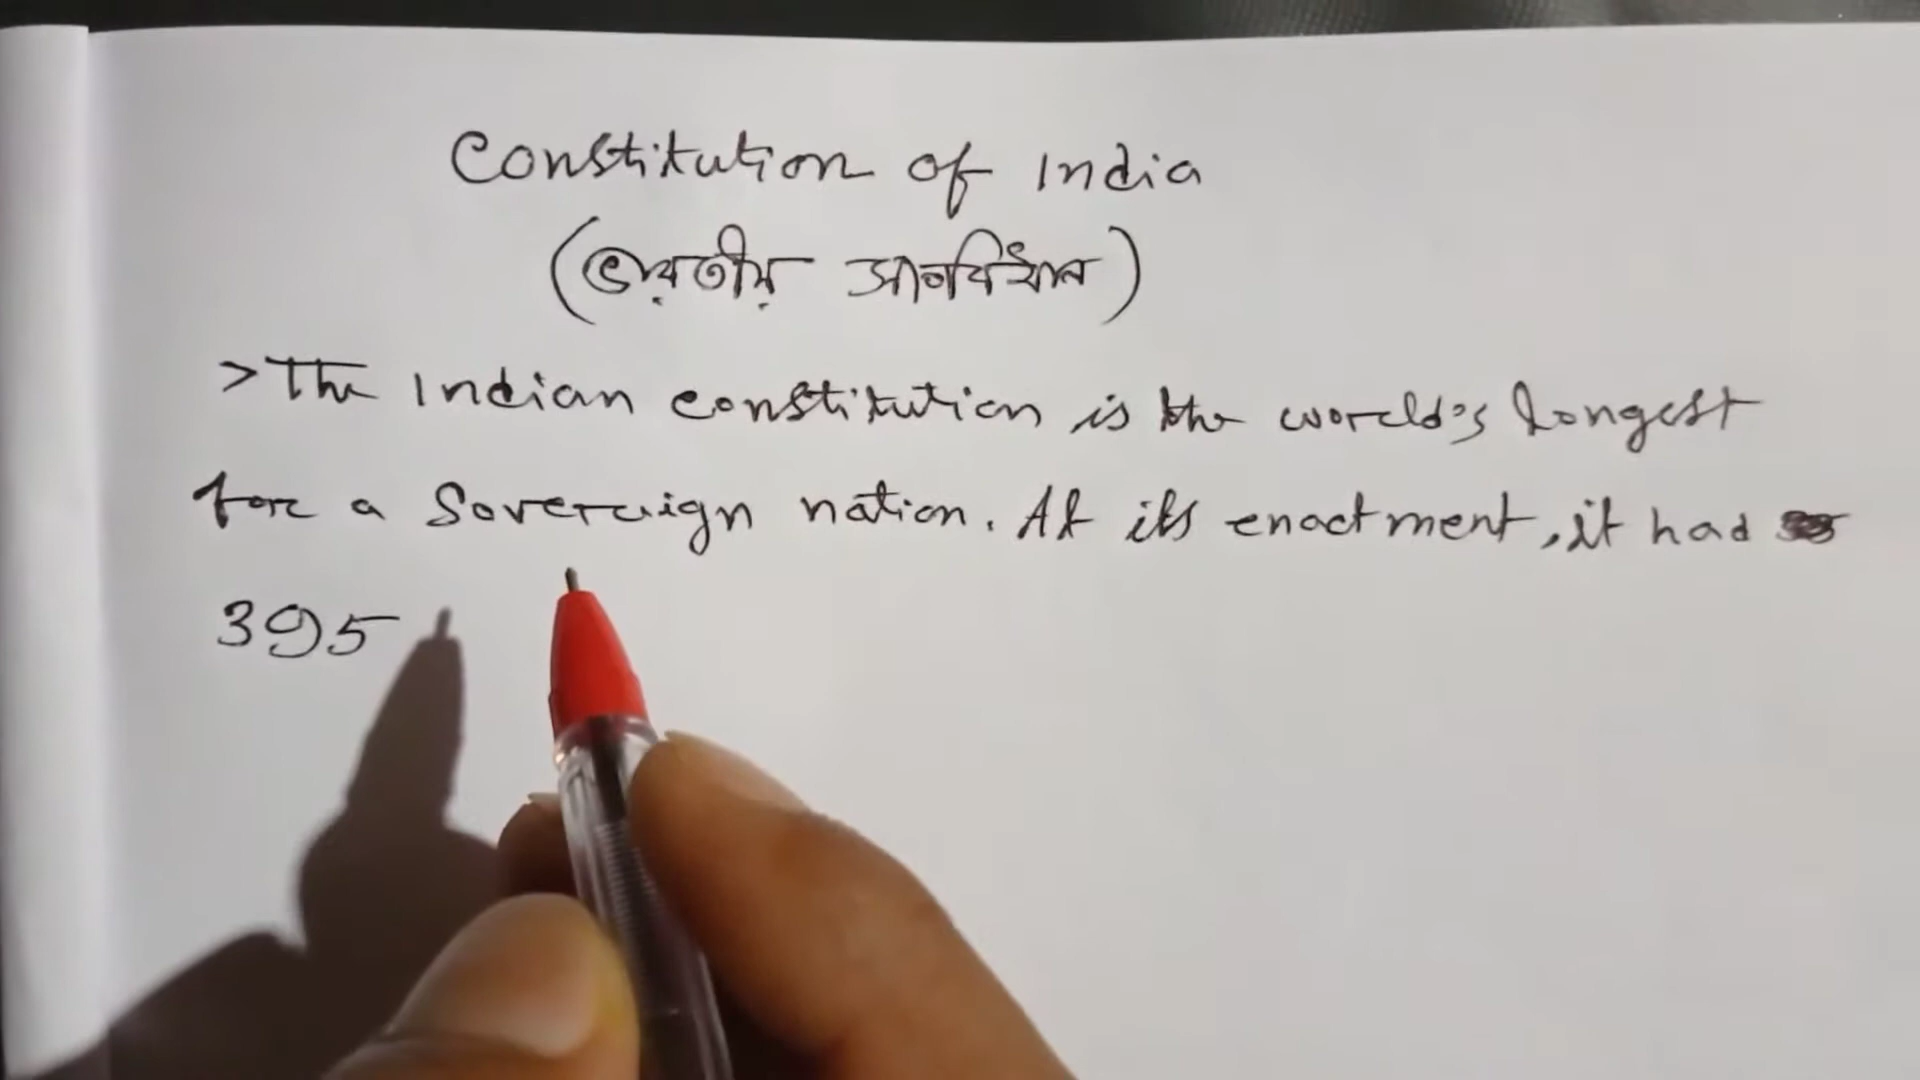 Constitution of India
(ভারতীয় সংবিধান)
> The Indian constitution is the world's longest
for a Sovereign nation. At its enactment, it had
395